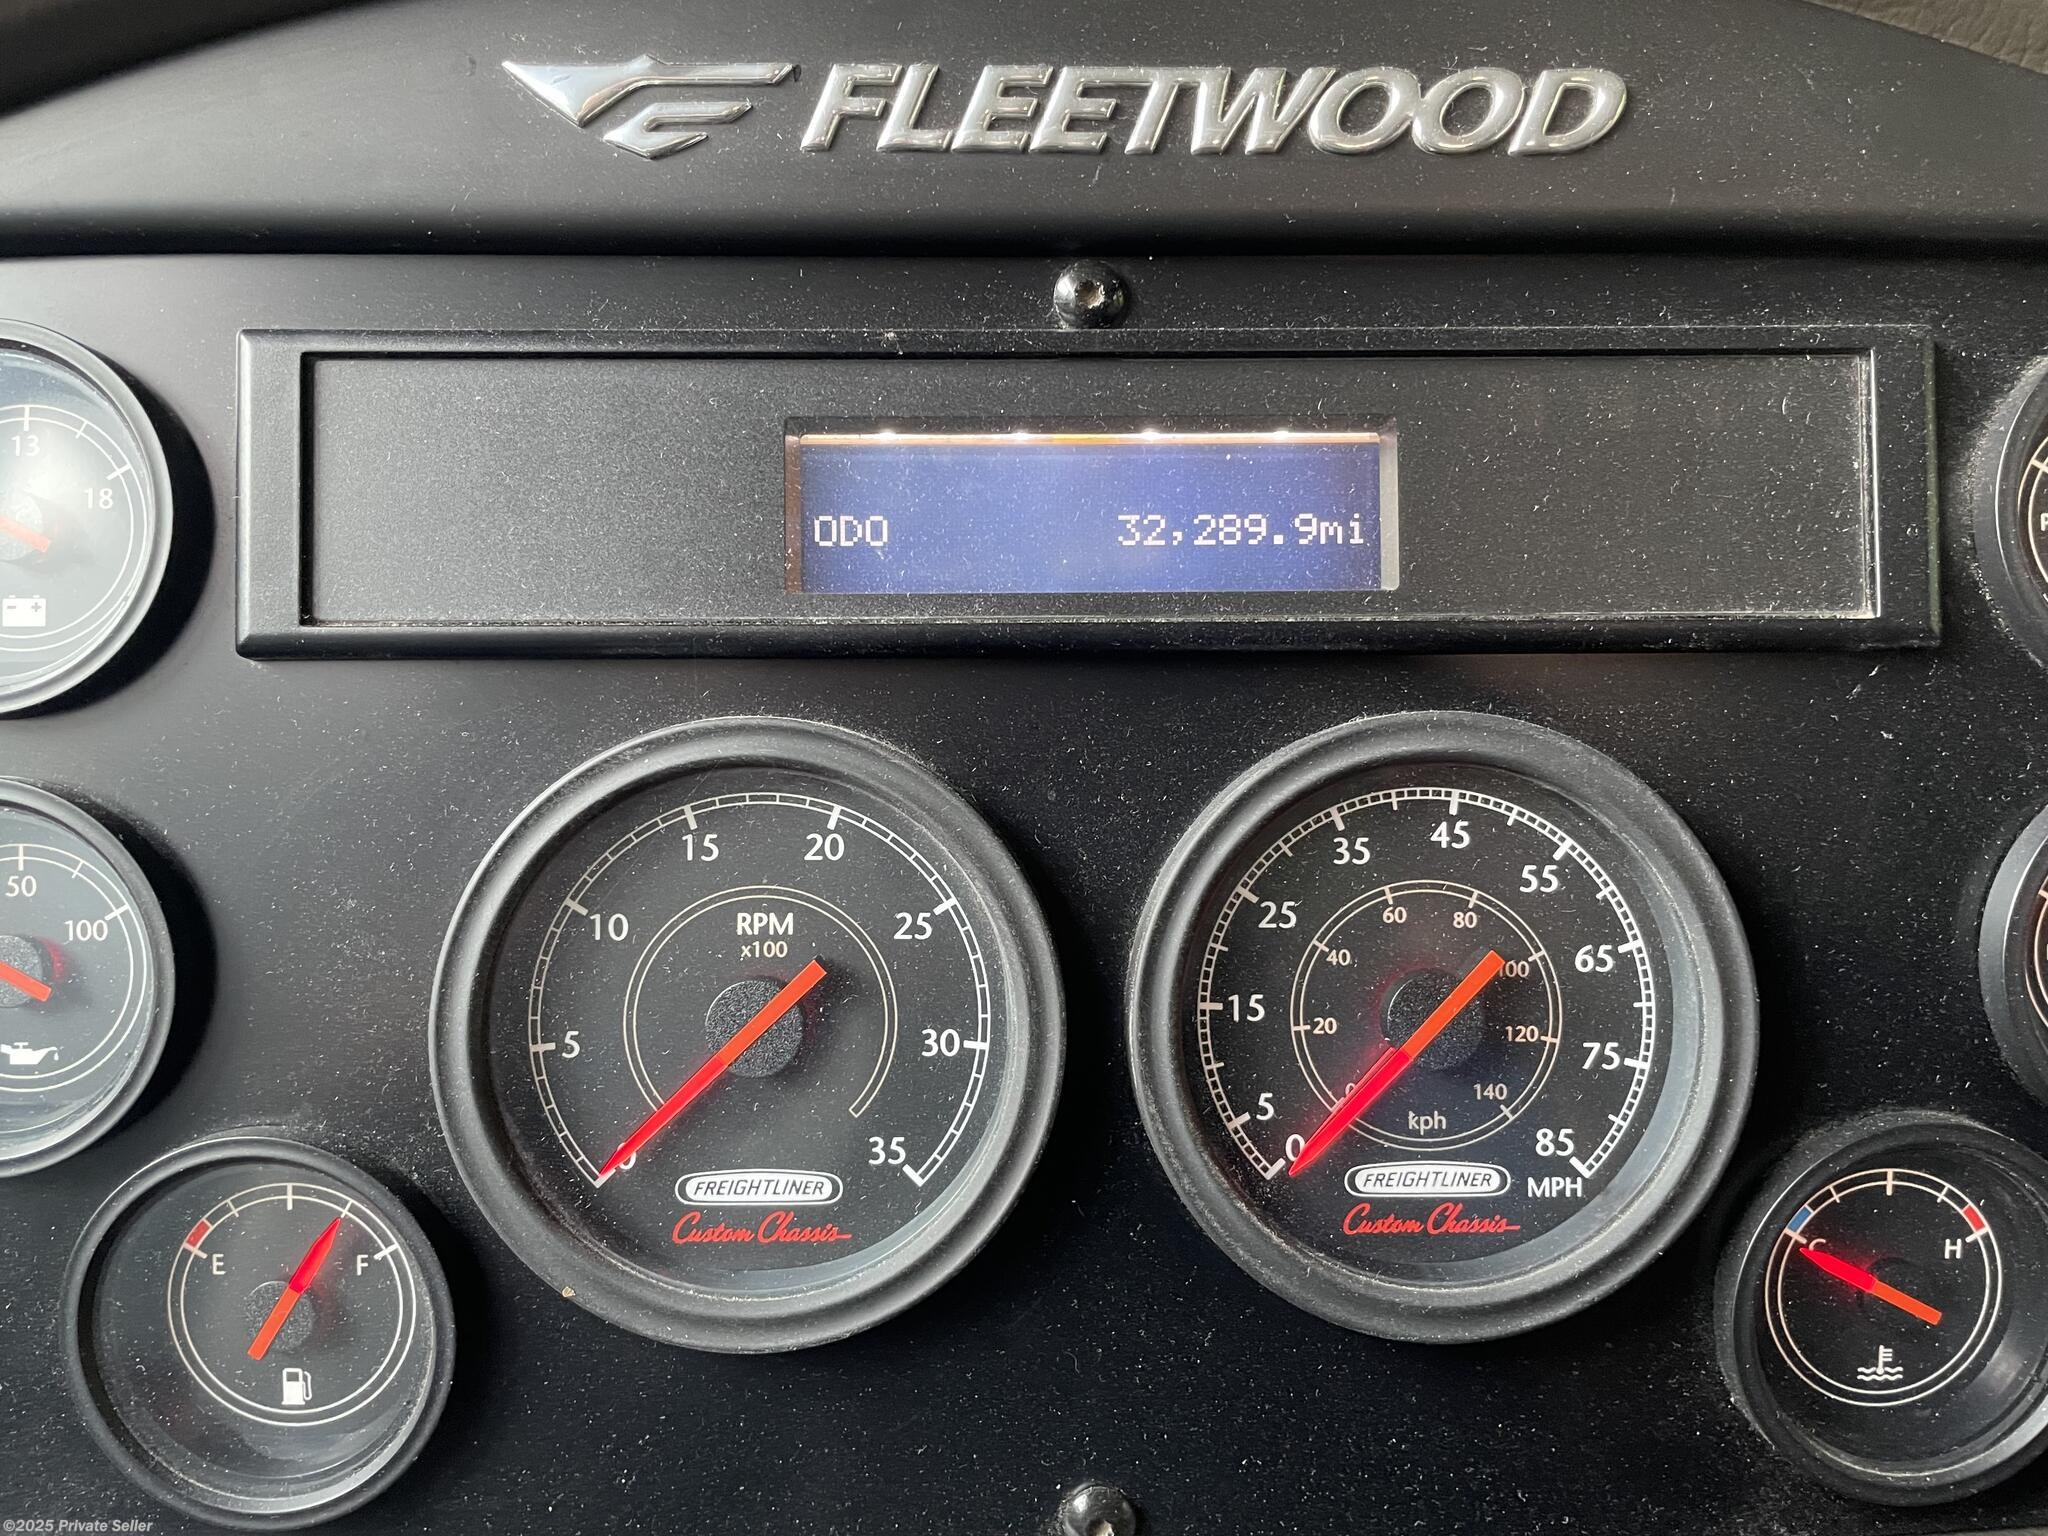 FLEETWOOD
ODO 32,289.9mi
13
18
50
100
RPM
x100
0
5
10
15
20
25
30
35
FREIGHTLINER
Custom Chassis
0
5
15
25
35
45
55
65
75
85
MPH
0
20
40
60
80
100
120
140
kph
FREIGHTLINER
Custom Chassis
E
F
C
H
©2025 Private Seller